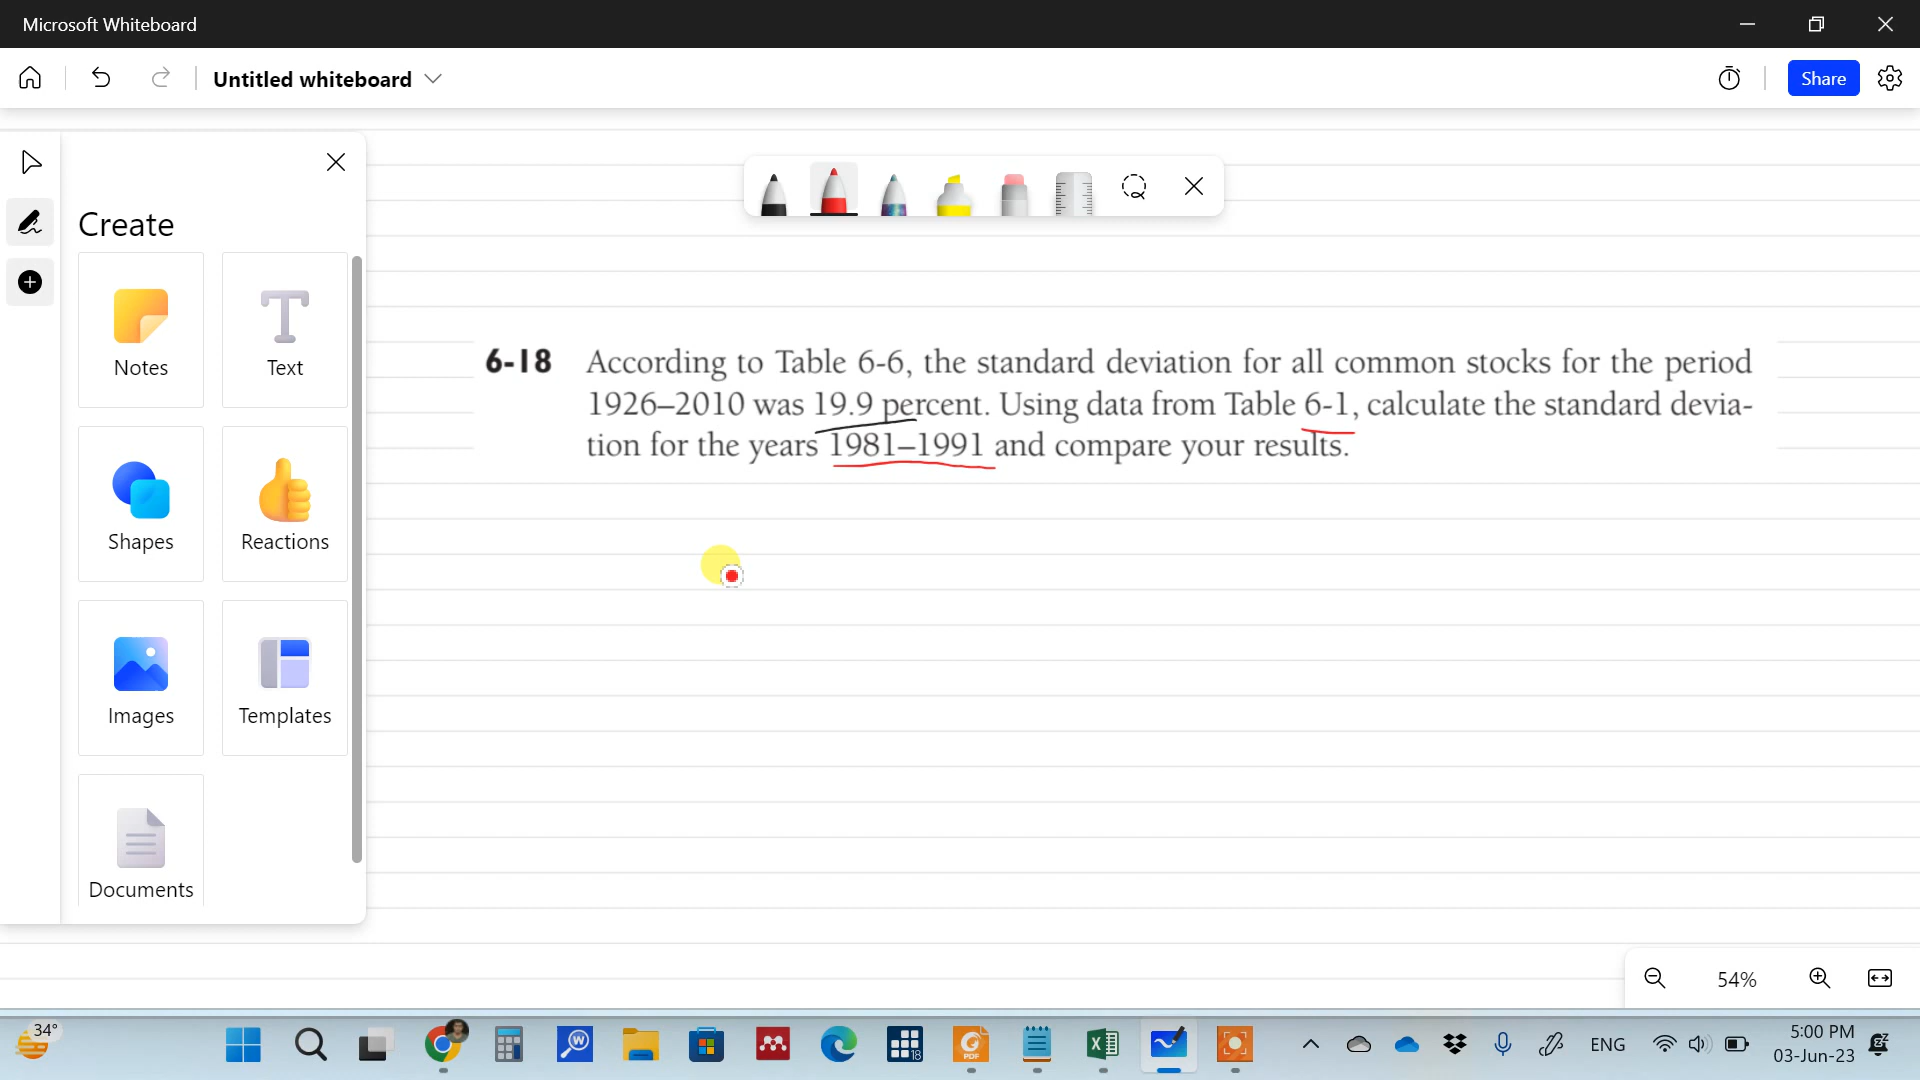 Microsoft Whiteboard
Untitled whiteboard
Share
Create
Notes
Text
Shapes
Reactions
Images
Templates
Documents
6-18 According to Table 6-6, the standard deviation for all common stocks for the period
1926–2010 was 19.9 percent. Using data from Table 6-1, calculate the standard devia-
tion for the years 1981–1991 and compare your results.
54%
34°
W
18
PDF
ENG
5:00 PM
03-Jun-23